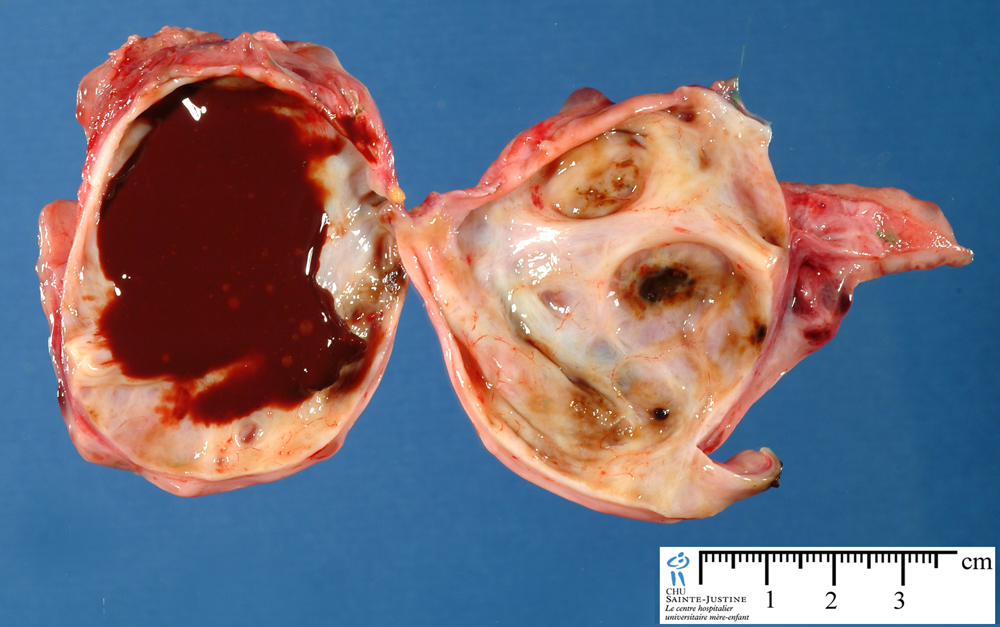 cm
1 2 3
CHU
SAINTE-JUSTINE
Le centre hospitalier
universitaire mère-enfant